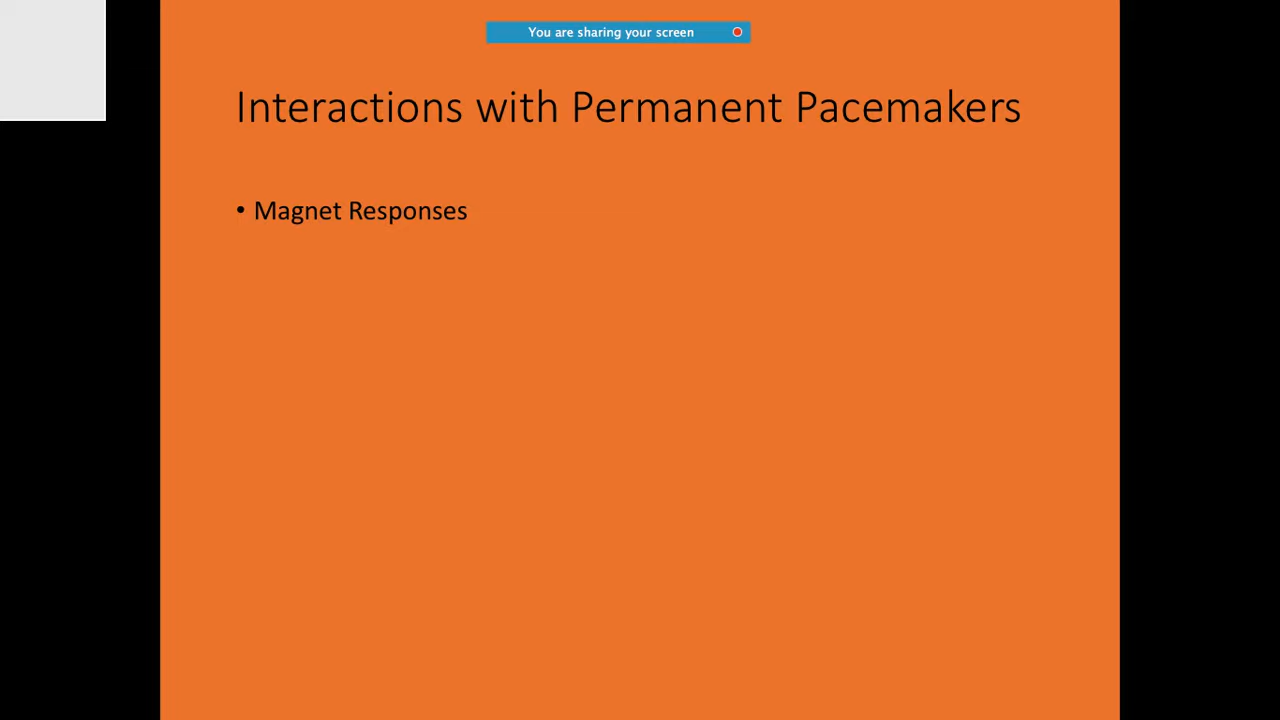 You are sharing your screen
Interactions with Permanent Pacemakers
• Magnet Responses